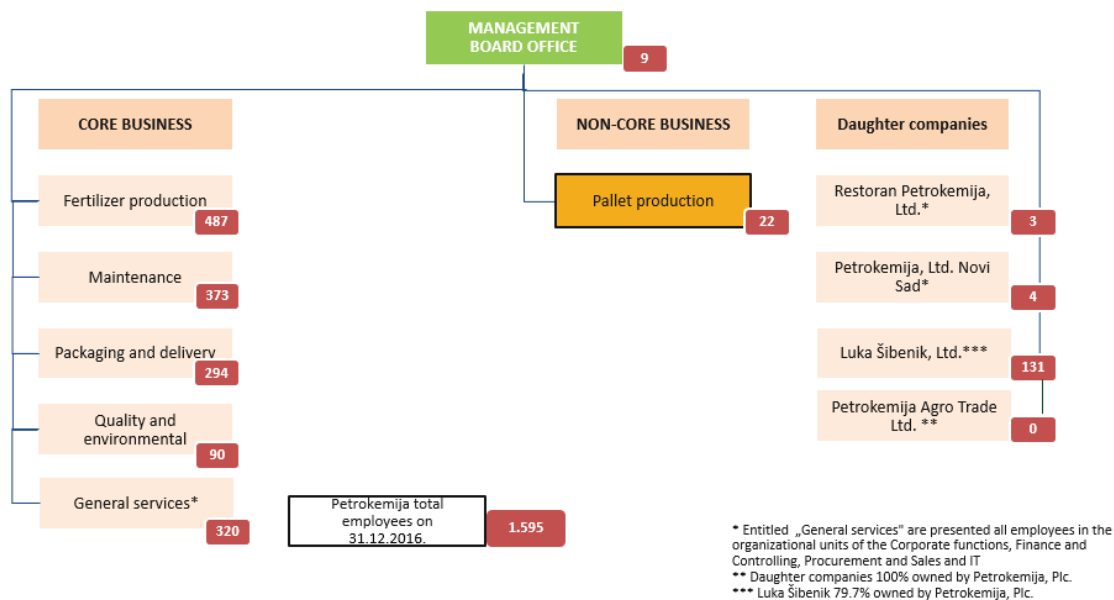 MANAGEMENT
BOARD OFFICE
9
CORE BUSINESS
NON-CORE BUSINESS
Daughter companies
Fertilizer production
487
Pallet production
22
Restoran Petrokemija,
Ltd.*
3
Maintenance
373
Petrokemija, Ltd. Novi
Sad*
4
Packaging and delivery
294
Luka Šibenik, Ltd.***
131
Quality and
environmental
90
Petrokemija Agro Trade
Ltd. **
0
General services*
320
Petrokemija total
employees on
31.12.2016.
1.595
* Entitled „General services" are presented all employees in the
organizational units of the Corporate functions, Finance and
Controlling, Procurement and Sales and IT
** Daughter companies 100% owned by Petrokemija, Plc.
*** Luka Šibenik 79.7% owned by Petrokemija, Plc.